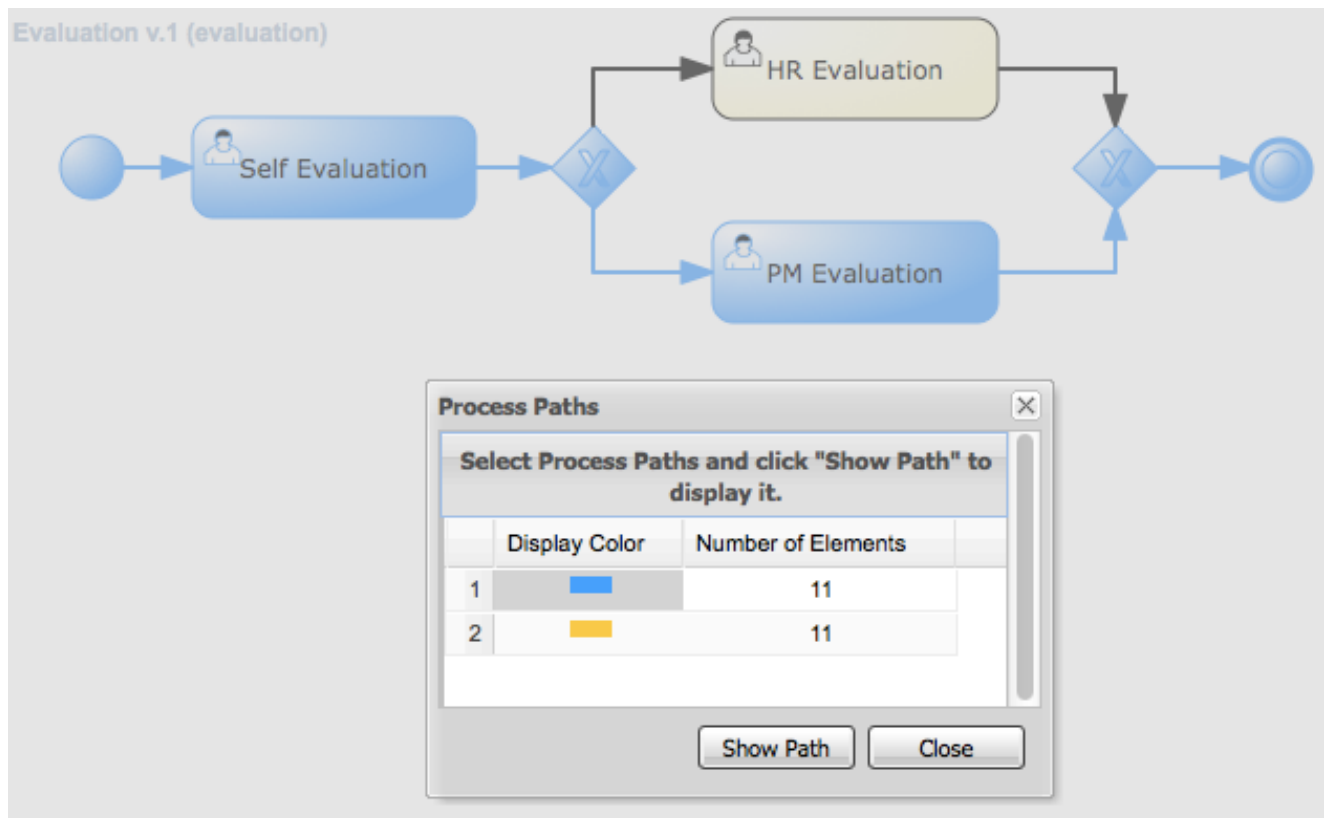 Evaluation v.1 (evaluation)
HR Evaluation
X
X
Self Evaluation
PM Evaluation
Process Paths
Select Process Paths and click "Show Path" to
display it.
Display Color Number of Elements
1 11
2 11
Show Path Close